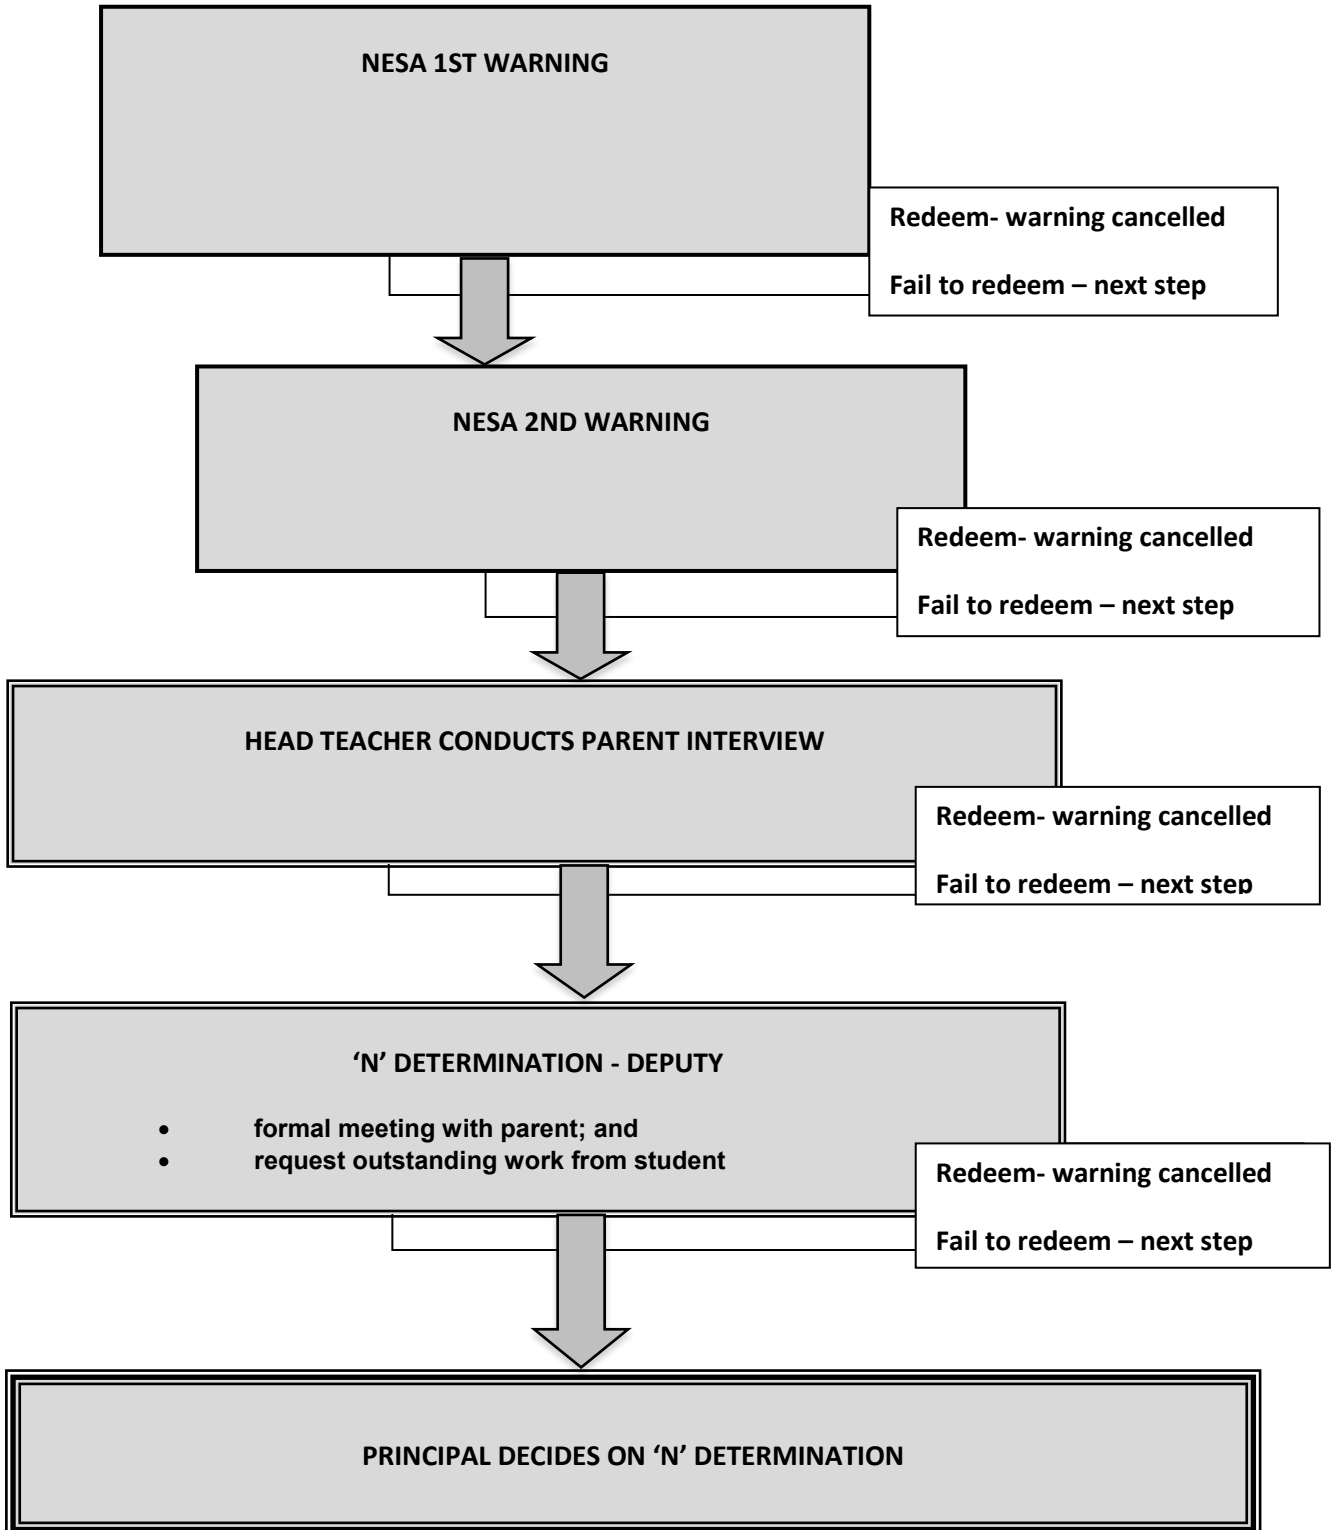 NESA 1ST WARNING
Redeem- warning cancelled
Fail to redeem – next step
NESA 2ND WARNING
Redeem- warning cancelled
Fail to redeem – next step
HEAD TEACHER CONDUCTS PARENT INTERVIEW
Redeem- warning cancelled
Fail to redeem – next step
‘N’ DETERMINATION - DEPUTY
• formal meeting with parent; and
• request outstanding work from student
Redeem- warning cancelled
Fail to redeem – next step
PRINCIPAL DECIDES ON ‘N’ DETERMINATION